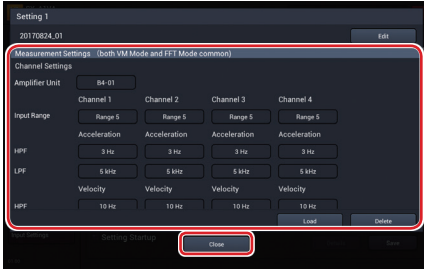 Setting 1
20170824_01 Edit
Measurement Settings (both VM Mode and FFT Mode common)
Channel Settings
Amplifier Unit B4-01
Channel 1 Channel 2 Channel 3 Channel 4
Input Range Range 5 Range 5 Range 5 Range 5
Acceleration Acceleration Acceleration Acceleration
HPF 3 Hz 3 Hz 3 Hz 3 Hz
LPF 5 kHz 5 kHz 5 kHz 5 kHz
Velocity Velocity Velocity Velocity
HPF 10 Hz 10 Hz 10 Hz 10 Hz
Load Delete
Input Settings Setting Startup Close Save